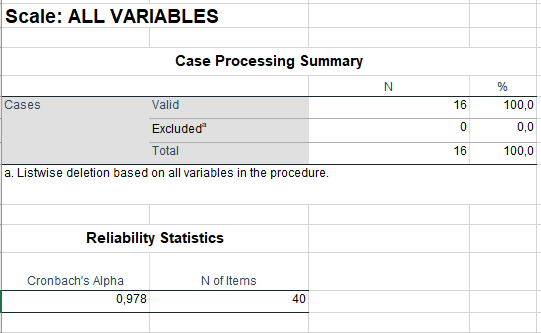 Scale: ALL VARIABLES
Case Processing Summary
N %
Cases Valid 16 100,0
Excludedᵃ 0 0,0
Total 16 100,0
a. Listwise deletion based on all variables in the procedure.
Reliability Statistics
Cronbach's Alpha N of Items
0,978 40